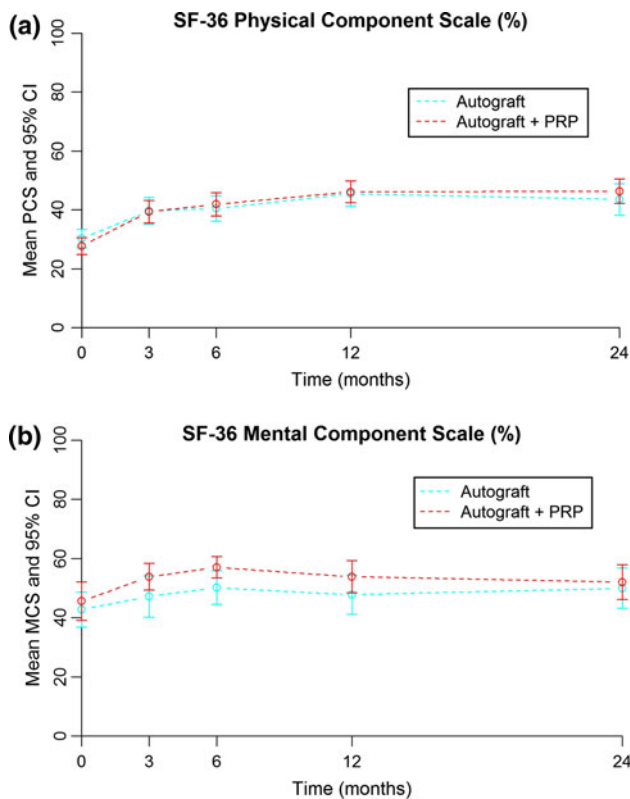 (a)
SF-36 Physical Component Scale (%)
100
80
60
40
20
0
Mean PCS and 95% CI
Autograft
Autograft + PRP
0 3 6 12 24
Time (months)
(b)
SF-36 Mental Component Scale (%)
100
80
60
40
20
0
Mean MCS and 95% CI
Autograft
Autograft + PRP
0 3 6 12 24
Time (months)